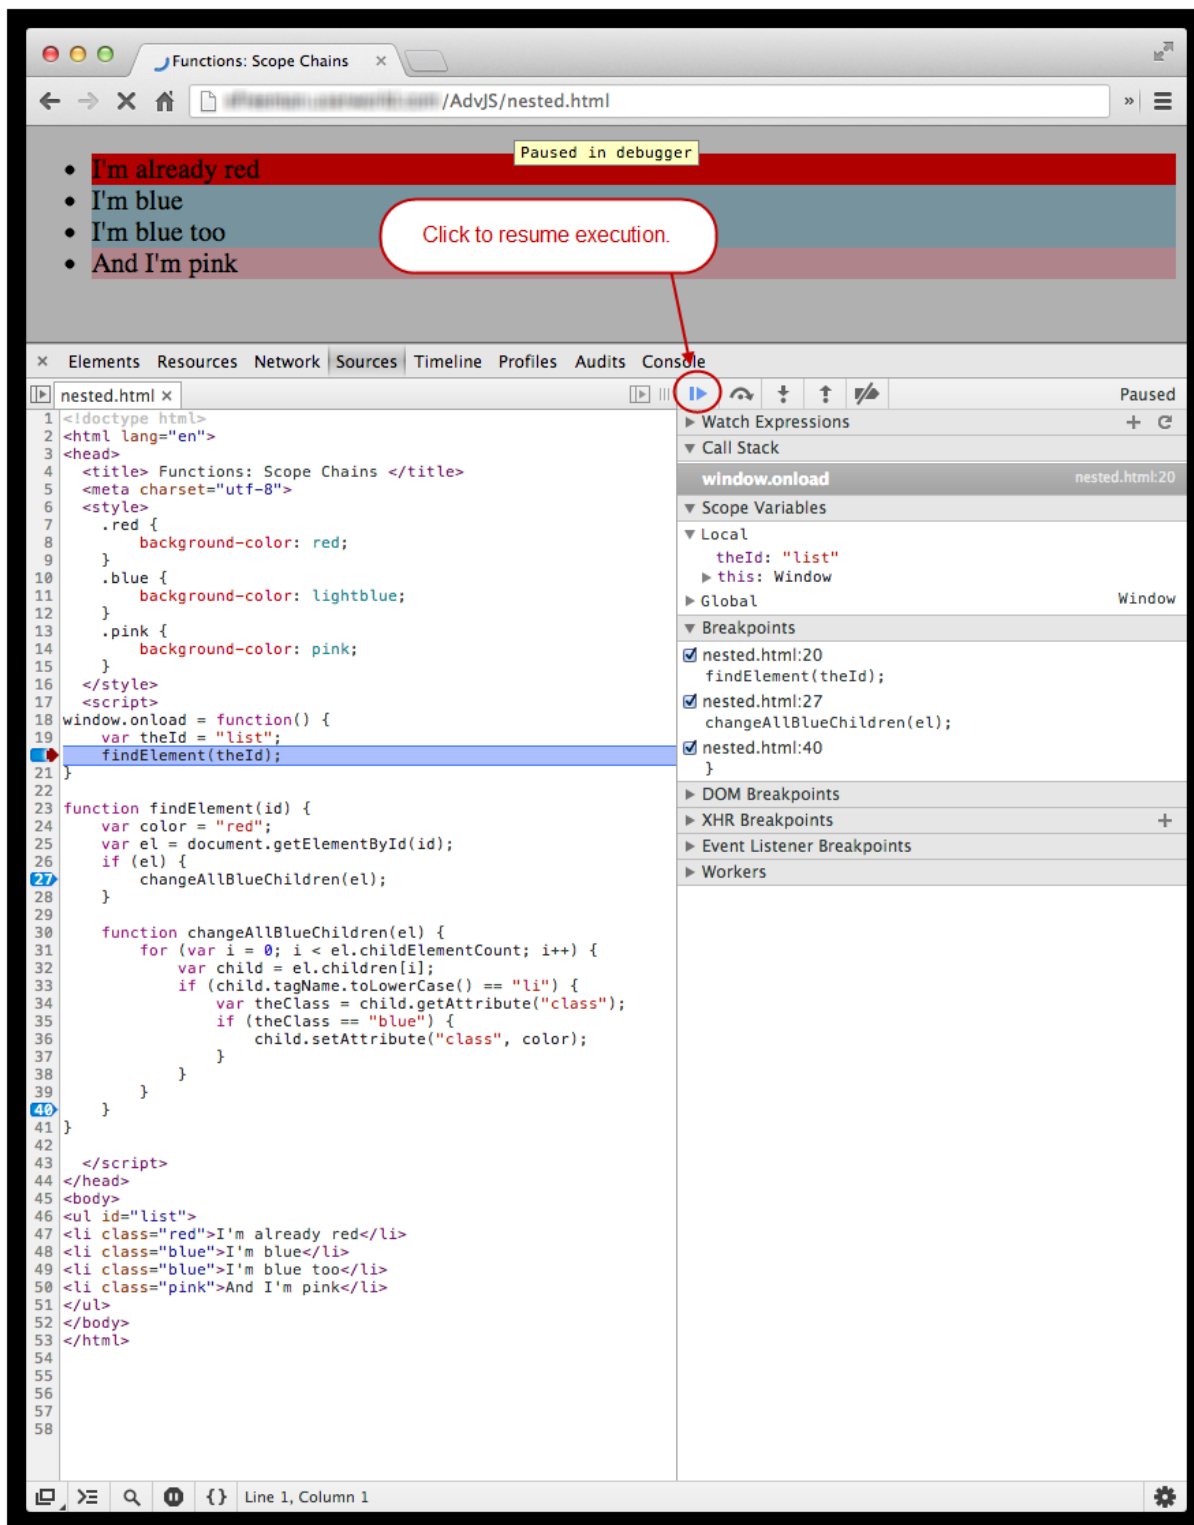 Functions: Scope Chains ×
/AdvJS/nested.html »
Paused in debugger
• I'm already red
• I'm blue
• I'm blue too
• And I'm pink
Click to resume execution.
× Elements Resources Network Sources Timeline Profiles Audits Console
nested.html × Paused
1 <!doctype html>
2 <html lang="en">
3 <head>
4 <title> Functions: Scope Chains </title>
5 <meta charset="utf-8">
6 <style>
7 .red {
8 background-color: red;
9 }
10 .blue {
11 background-color: lightblue;
12 }
13 .pink {
14 background-color: pink;
15 }
16 </style>
17 <script>
18 window.onload = function() {
19 var theId = "list";
findElement(theId);
21 }
22
23 function findElement(id) {
24 var color = "red";
25 var el = document.getElementById(id);
26 if (el) {
27 changeAllBlueChildren(el);
28 }
29
30 function changeAllBlueChildren(el) {
31 for (var i = 0; i < el.childElementCount; i++) {
32 var child = el.children[i];
33 if (child.tagName.toLowerCase() == "li") {
34 var theClass = child.getAttribute("class");
35 if (theClass == "blue") {
36 child.setAttribute("class", color);
37 }
38 }
39 }
40 }
41 }
42
43 </script>
44 </head>
45 <body>
46 <ul id="list">
47 <li class="red">I'm already red</li>
48 <li class="blue">I'm blue</li>
49 <li class="blue">I'm blue too</li>
50 <li class="pink">And I'm pink</li>
51 </ul>
52 </body>
53 </html>
54
55
56
57
58
Watch Expressions +
Call Stack
window.onload nested.html:20
Scope Variables
Local
theId: "list"
this: Window
Global Window
Breakpoints
nested.html:20
findElement(theId);
nested.html:27
changeAllBlueChildren(el);
nested.html:40
}
DOM Breakpoints
XHR Breakpoints +
Event Listener Breakpoints
Workers
{} Line 1, Column 1